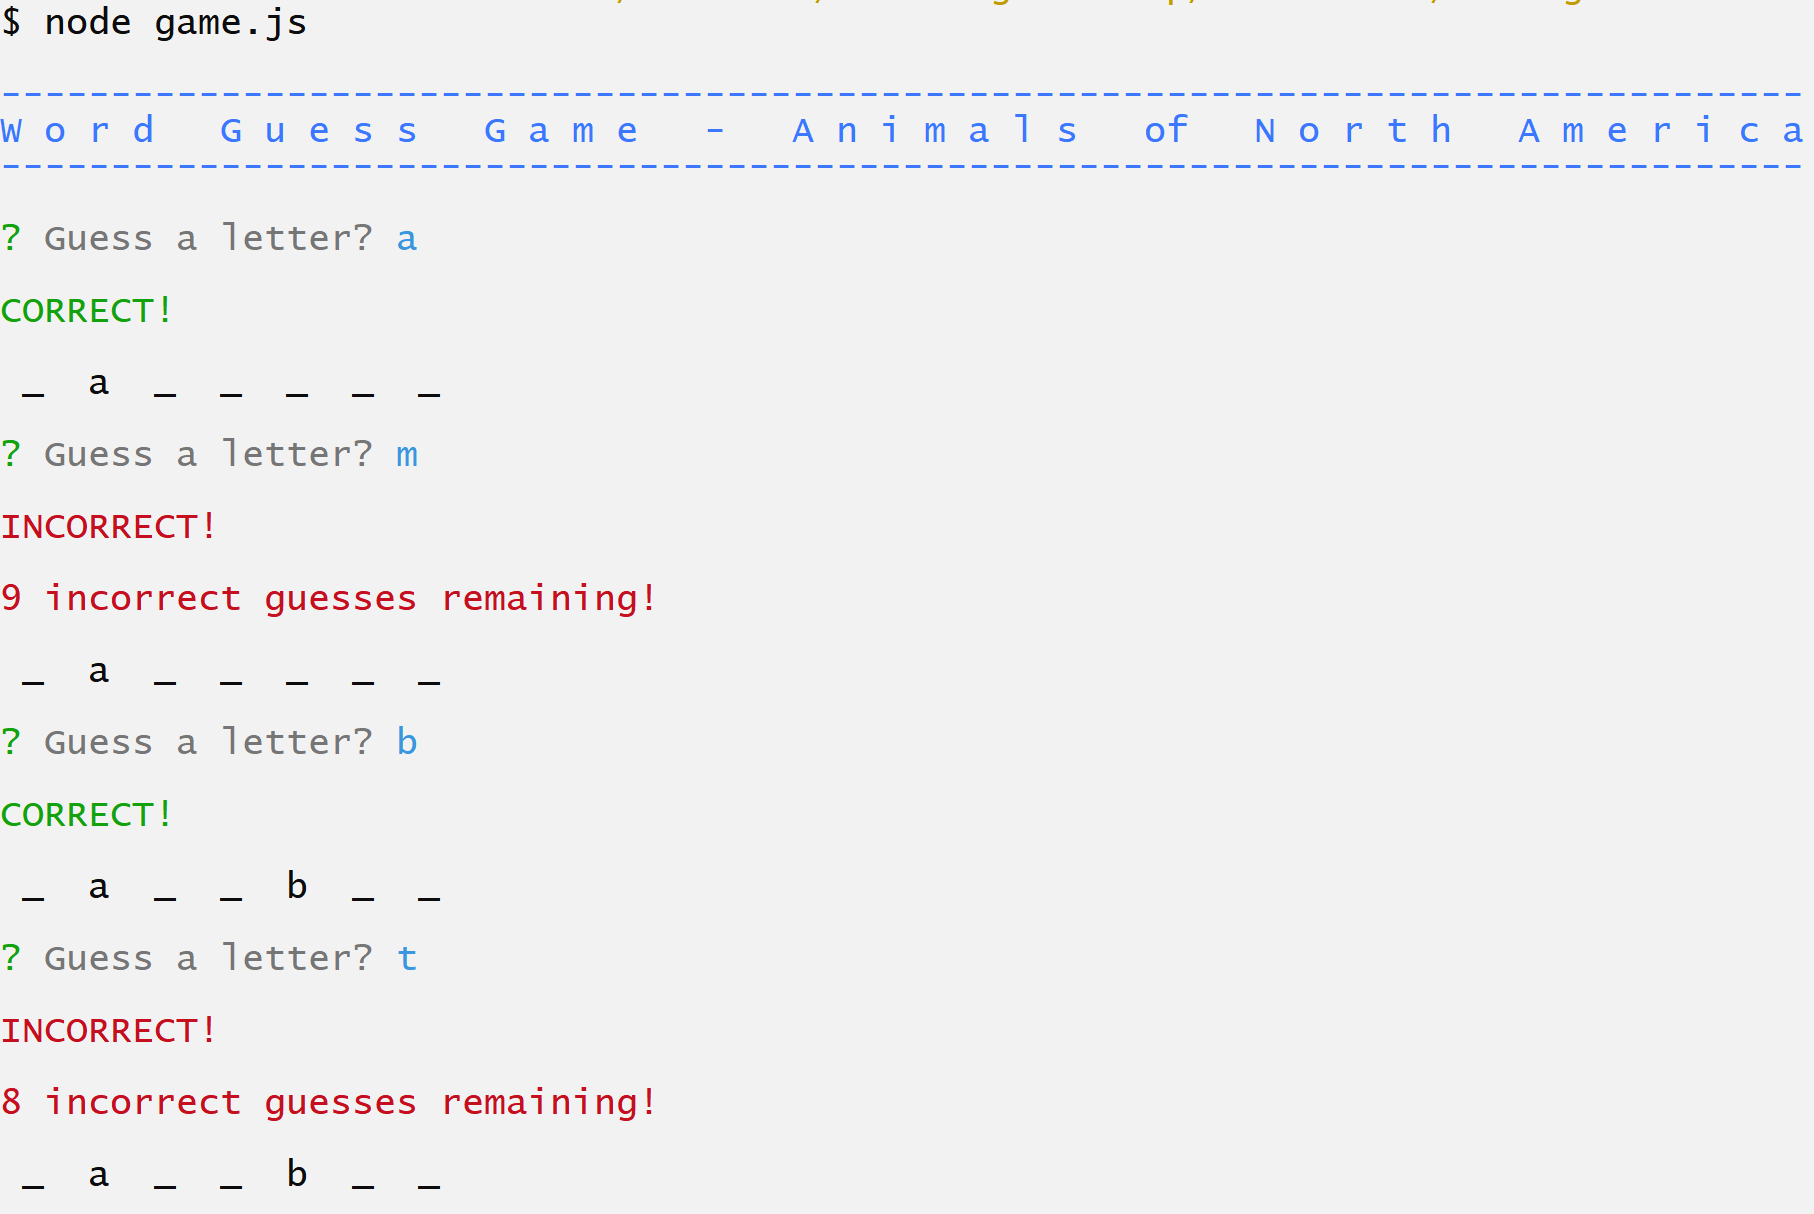 $ node game.js
---------------------------------------------------------------------------------
W o r d   G u e s s   G a m e   -   A n i m a l s   of   N o r t h   A m e r i c a
---------------------------------------------------------------------------------
? Guess a letter? a
CORRECT!
_ a _ _ _ _ _
? Guess a letter? m
INCORRECT!
9 incorrect guesses remaining!
_ a _ _ _ _ _
? Guess a letter? b
CORRECT!
_ a _ _ b _ _
? Guess a letter? t
INCORRECT!
8 incorrect guesses remaining!
_ a _ _ b _ _